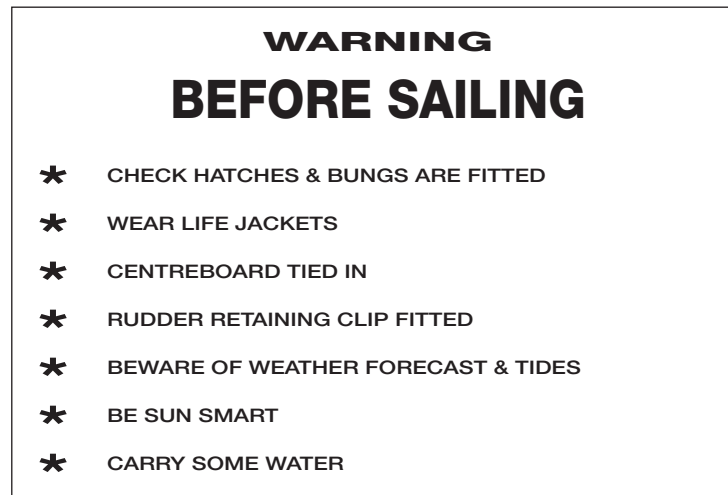 WARNING
BEFORE SAILING
* CHECK HATCHES & BUNGS ARE FITTED
* WEAR LIFE JACKETS
* CENTREBOARD TIED IN
* RUDDER RETAINING CLIP FITTED
* BEWARE OF WEATHER FORECAST & TIDES
* BE SUN SMART
* CARRY SOME WATER